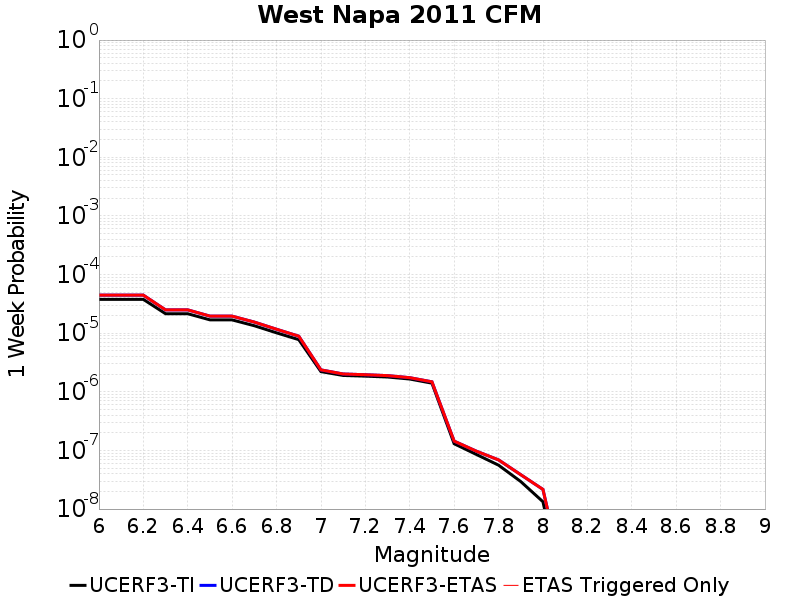 West Napa 2011 CFM
1 Week Probability
10^0
10^-1
10^-2
10^-3
10^-4
10^-5
10^-6
10^-7
10^-8
6 6.2 6.4 6.6 6.8 7 7.2 7.4 7.6 7.8 8 8.2 8.4 8.6 8.8 9
Magnitude
UCERF3-TI UCERF3-TD UCERF3-ETAS ETAS Triggered Only